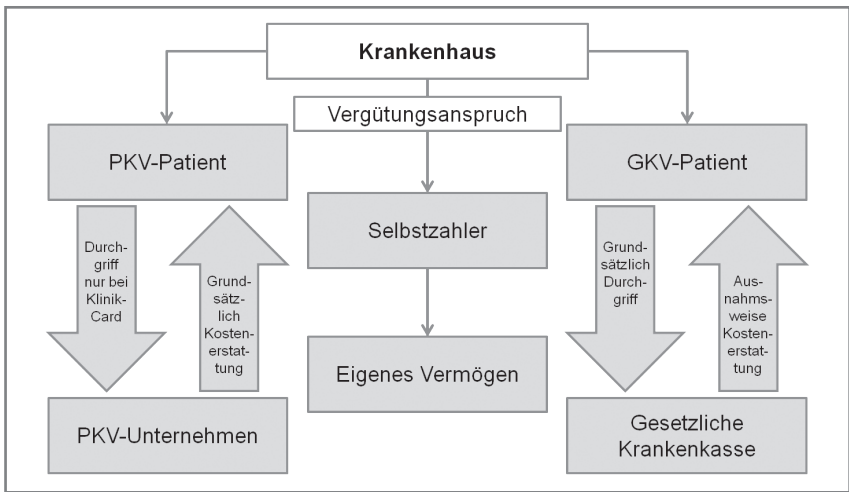 Krankenhaus
Vergütungsanspruch
PKV-Patient
GKV-Patient
Selbstzahler
Durch-
griff
nur bei
Klinik-
Card
Grund-
sätz-
lich
Kosten-
erstat-
tung
Grund-
sätzlich
Durch-
griff
Aus-
nahms-
weise
Kosten-
erstat-
tung
Eigenes Vermögen
PKV-Unternehmen
Gesetzliche
Krankenkasse